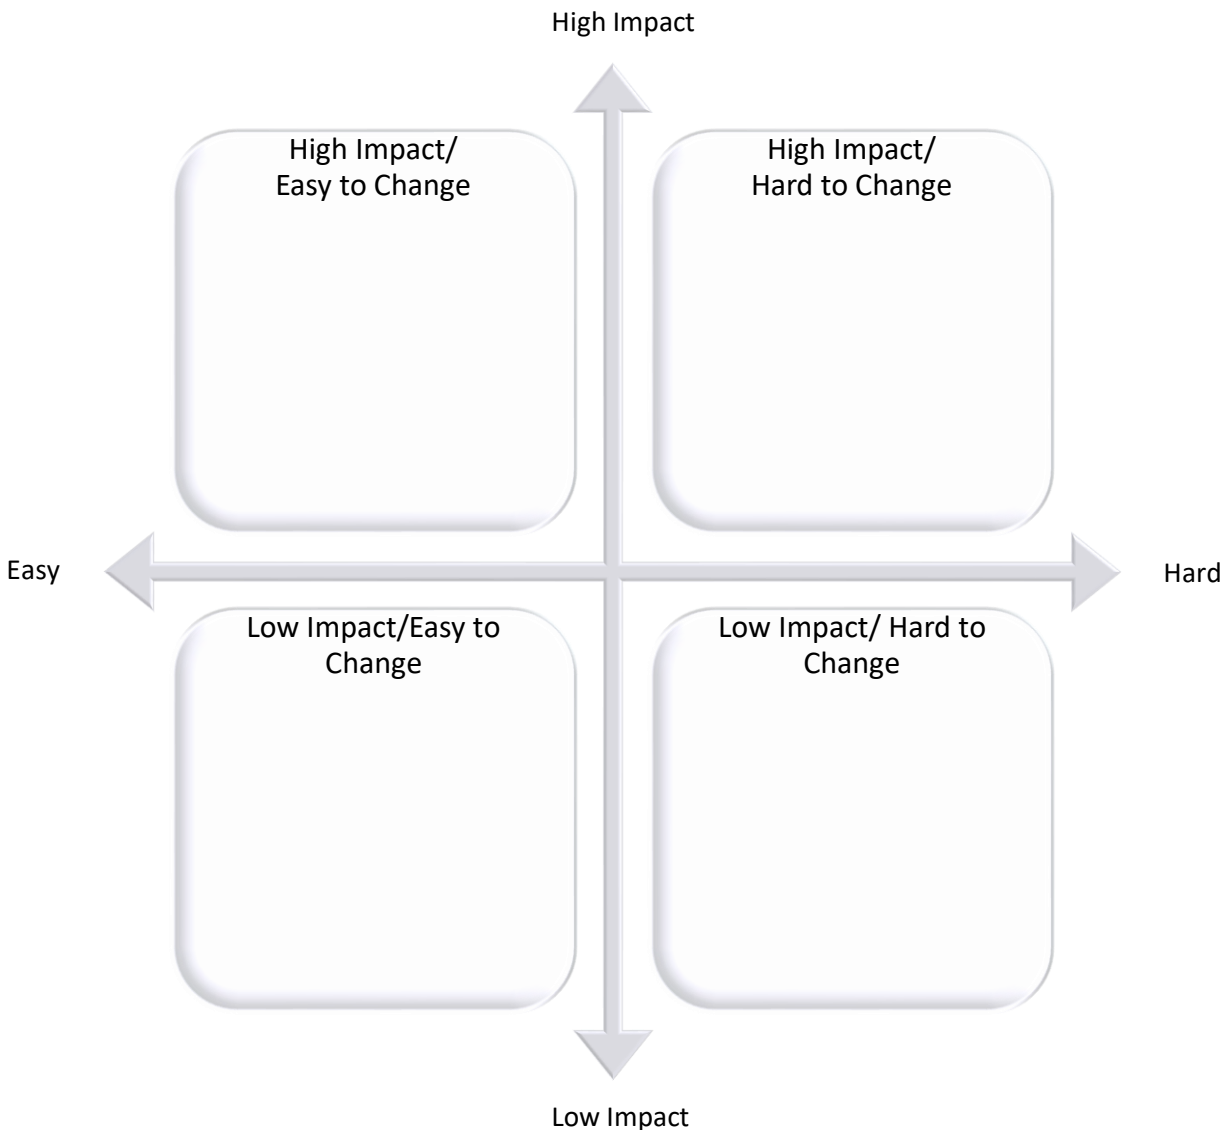 High Impact
High Impact/
Easy to Change
High Impact/
Hard to Change
Easy
Hard
Low Impact/Easy to
Change
Low Impact/ Hard to
Change
Low Impact